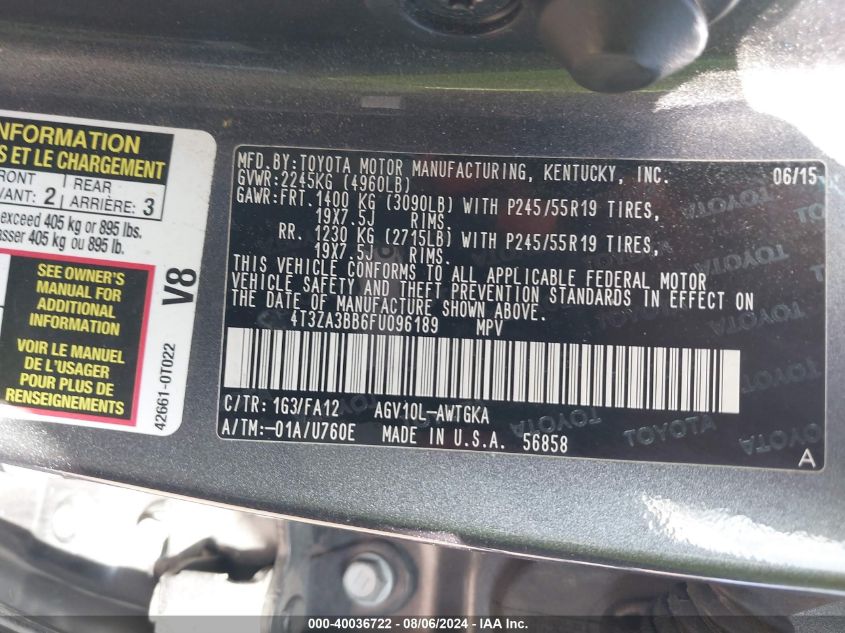 INFORMATION
S ET LE CHARGEMENT
FRONT
VANT: 2
REAR
ARRIÈRE: 3
exceed 405 kg or 895 lbs.
asser 405 kg ou 895 lb.
SEE OWNER'S
MANUAL FOR
ADDITIONAL
INFORMATION
VOIR LE MANUEL
DE L'USAGER
POUR PLUS DE
RENSEIGNEMENTS
V8
42661-0T022
MFD.BY:TOYOTA MOTOR MANUFACTURING, KENTUCKY, INC. 06/15
GVWR:2245KG (4960LB)
GAWR:FRT. 1400 KG (3090LB) WITH P245/55R19 TIRES,
19X7.5J RIMS.
RR. 1230 KG (2715LB) WITH P245/55R19 TIRES,
19X7.5J RIMS.
THIS VEHICLE CONFORMS TO ALL APPLICABLE FEDERAL MOTOR
VEHICLE SAFETY AND THEFT PREVENTION STANDARDS IN EFFECT ON
THE DATE OF MANUFACTURE SHOWN ABOVE.
4T3ZA3BB6FU096189 MPV
C/TR: 1G3/FA12 AGV10L-AWTGKA
A/TM:-01A/U760E MADE IN U.S.A. 56858
A
000-40036722 - 08/06/2024 - IAA Inc.